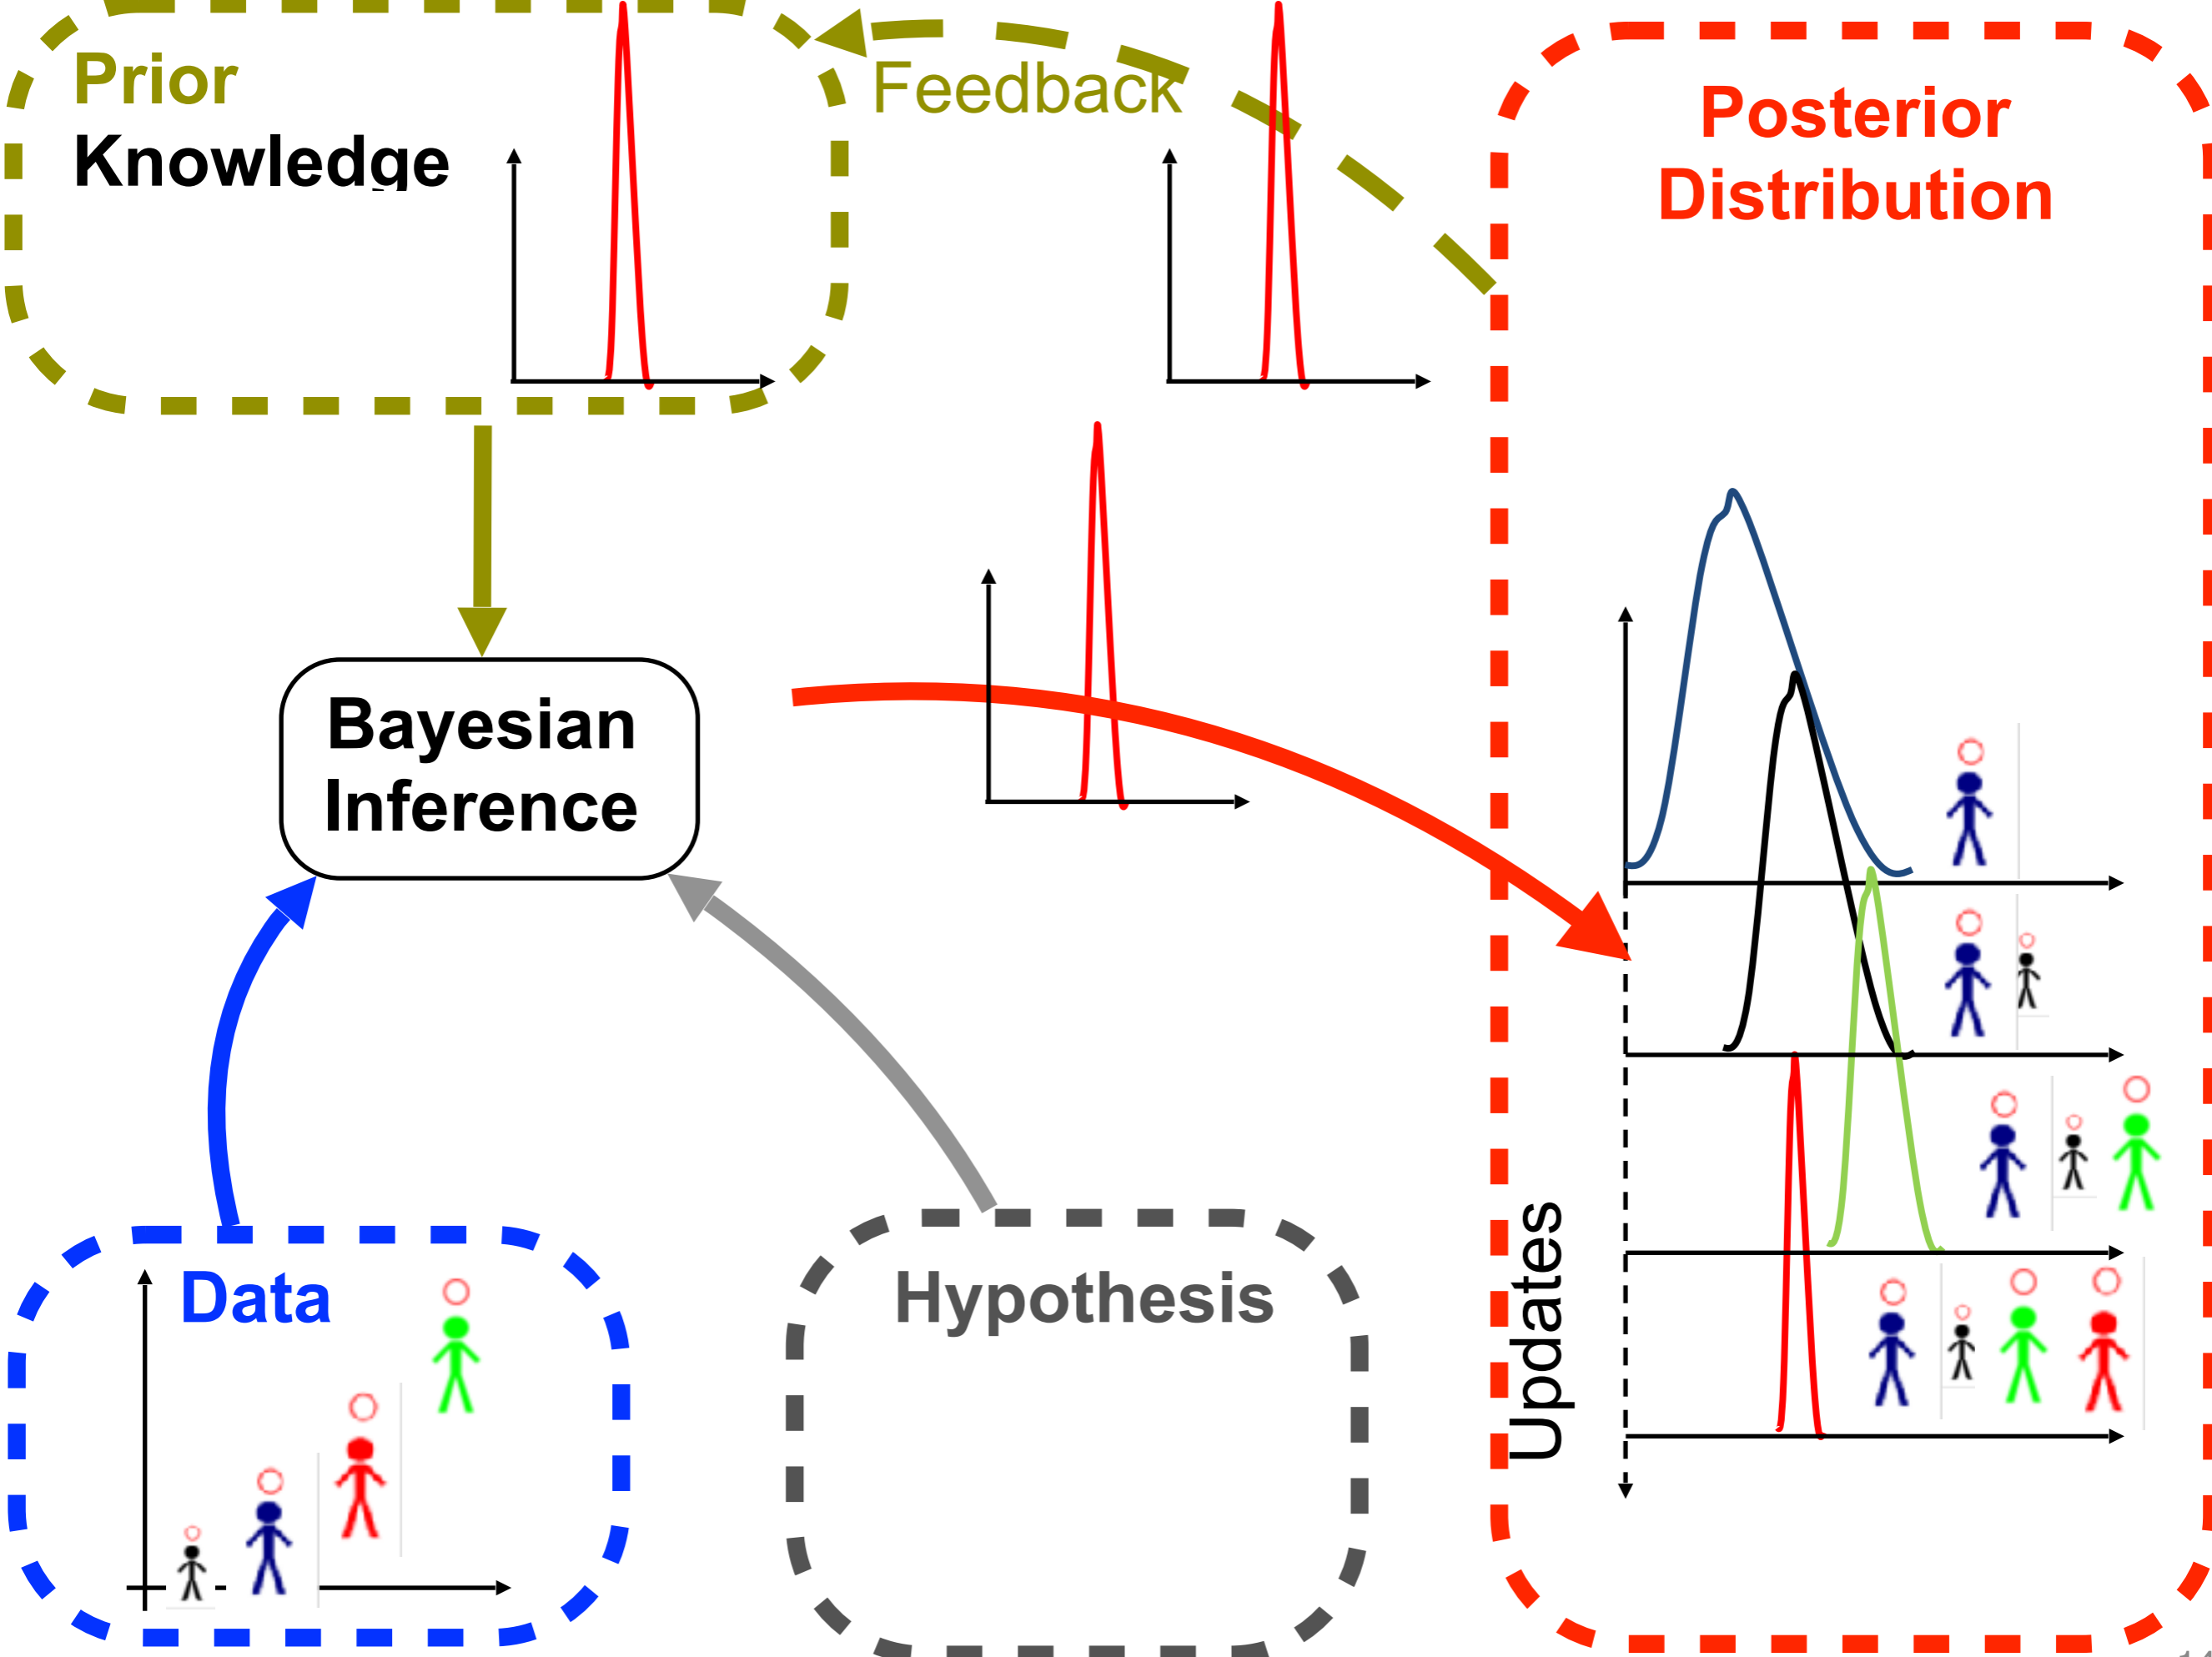 Prior
Knowledge
Feedback
Posterior
Distribution
Bayesian
Inference
Updates
Data
Hypothesis